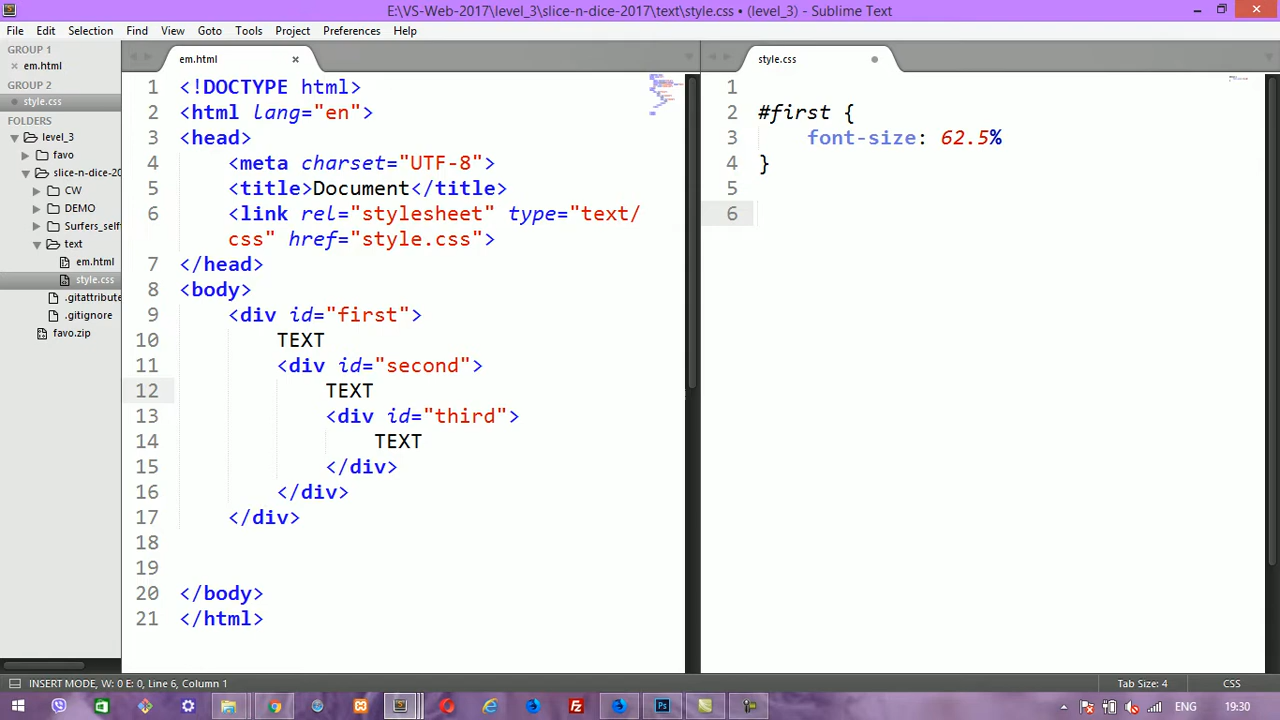 E:\VS-Web-2017\level_3\slice-n-dice-2017\text\style.css • (level_3) - Sublime Text
File Edit Selection Find View Goto Tools Project Preferences Help
GROUP 1
em.html
GROUP 2
style.css
FOLDERS
level_3
favo
slice-n-dice-20
CW
DEMO
Surfers_self
text
em.html
style.css
.gitattribute
.gitignore
favo.zip
em.html
1 <!DOCTYPE html>
2 <html lang="en">
3 <head>
4 <meta charset="UTF-8">
5 <title>Document</title>
6 <link rel="stylesheet" type="text/
css" href="style.css">
7 </head>
8 <body>
9 <div id="first">
10 TEXT
11 <div id="second">
12 TEXT
13 <div id="third">
14 TEXT
15 </div>
16 </div>
17 </div>
18
19
20 </body>
21 </html>
style.css
1
2 #first {
3 font-size: 62.5%
4 }
5
6
INSERT MODE, W: 0 E: 0, Line 6, Column 1
Tab Size: 4 CSS
ENG 19:30